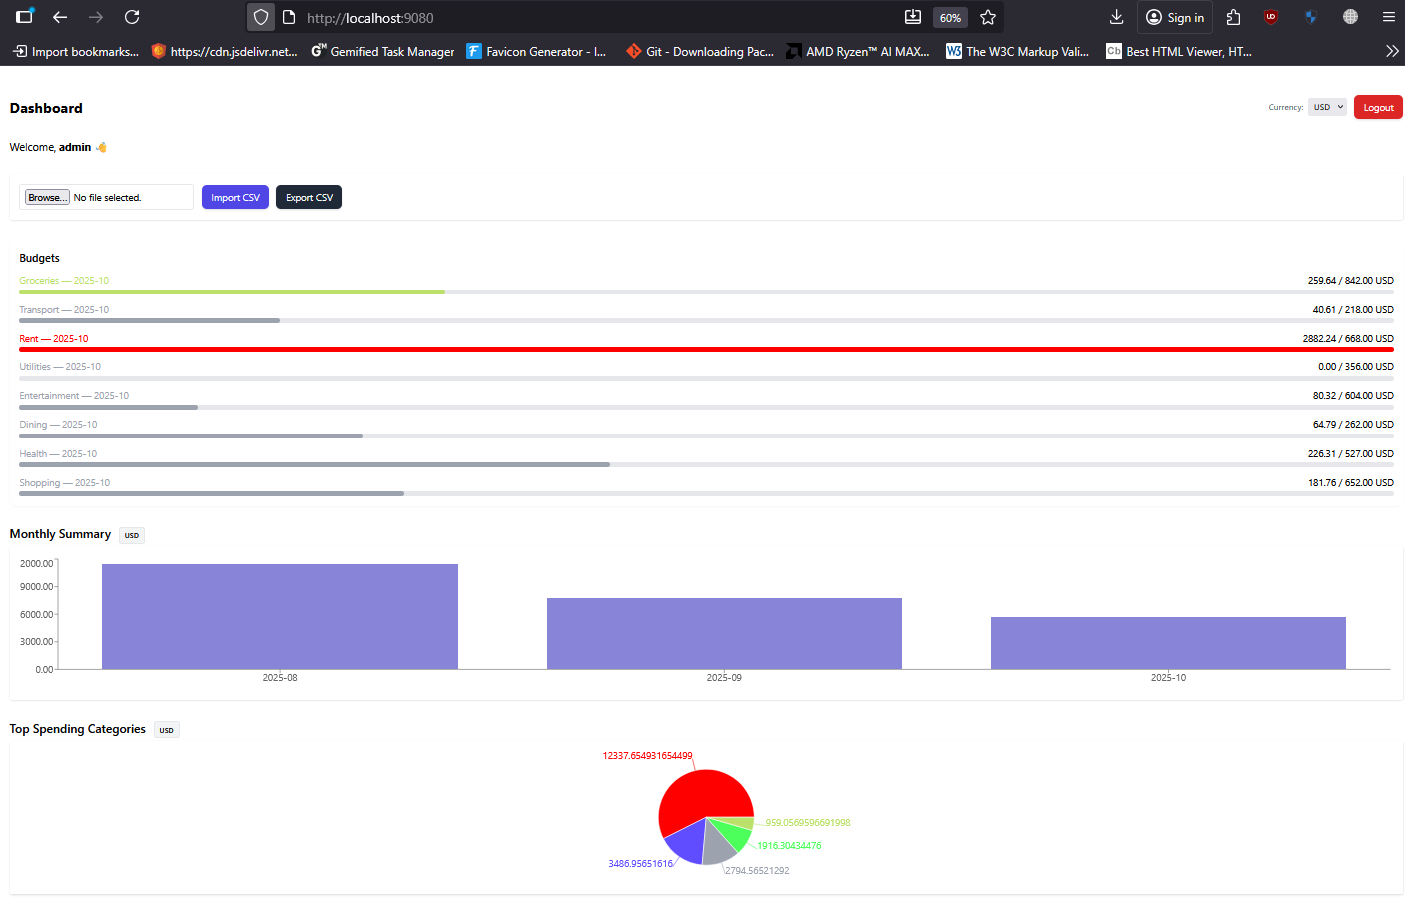 http://localhost:9080
60%
Sign in
Import bookmarks...
https://cdn.jsdelivr.net...
Gemified Task Manager
Favicon Generator - I...
Git - Downloading Pac...
AMD Ryzen™ AI MAX...
W3 The W3C Markup Vali...
Cb Best HTML Viewer, HT...
Dashboard
Currency: USD Logout
Welcome, admin
Browse... No file selected. Import CSV Export CSV
Budgets
Groceries — 2025-10 259.64 / 842.00 USD
Transport — 2025-10 40.61 / 218.00 USD
Rent — 2025-10 2882.24 / 668.00 USD
Utilities — 2025-10 0.00 / 356.00 USD
Entertainment — 2025-10 80.32 / 604.00 USD
Dining — 2025-10 64.79 / 262.00 USD
Health — 2025-10 226.31 / 527.00 USD
Shopping — 2025-10 181.76 / 652.00 USD
Monthly Summary USD
2000.00
9000.00
6000.00
3000.00
0.00
2025-08 2025-09 2025-10
Top Spending Categories USD
12337.654931654499
959.0569596691998
1916.30434476
3486.95651616
2794.56521292